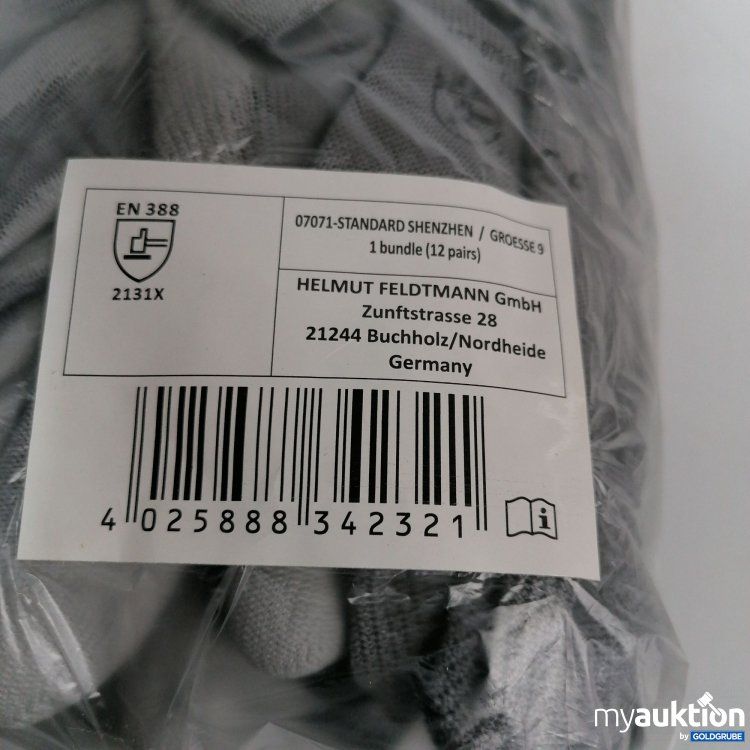 EN 388
2131X
07071-STANDARD SHENZHEN / GROESSE 9
1 bundle (12 pairs)
HELMUT FELDTMANN GmbH
Zunftstrasse 28
21244 Buchholz/Nordheide
Germany
4 025888 342321
i
myauktion
by GOLDGRUBE